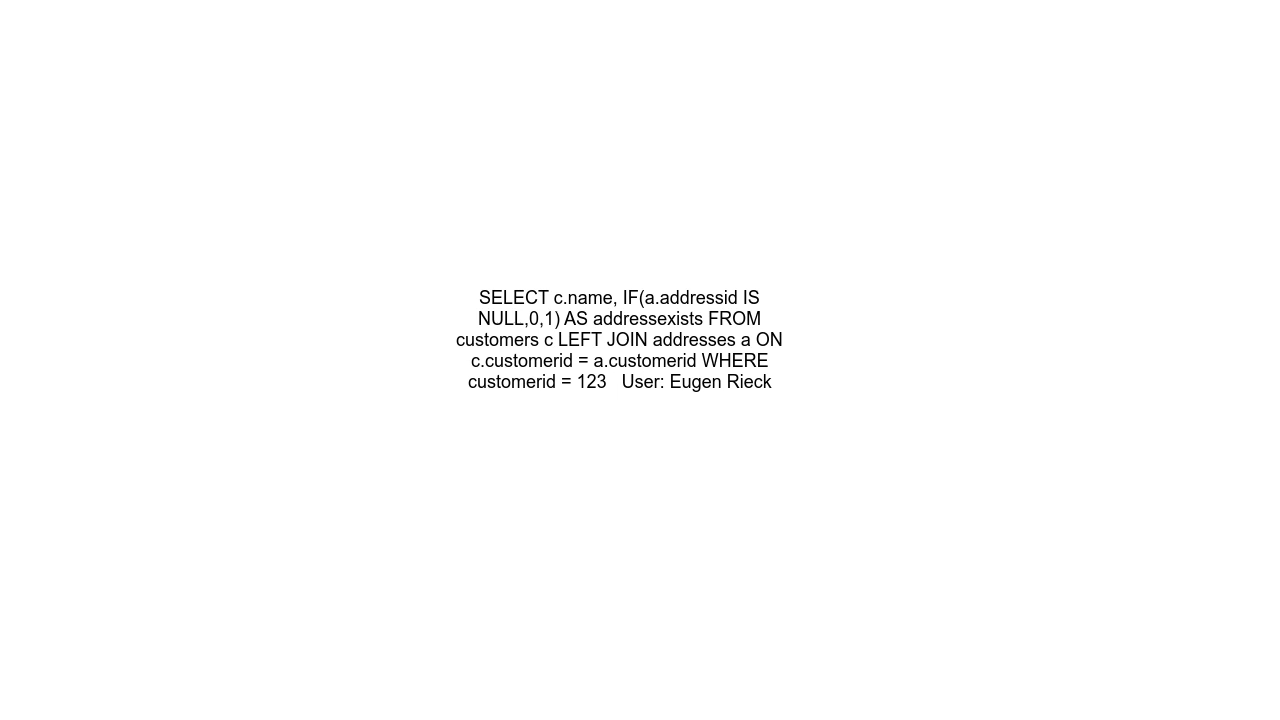 SELECT c.name, IF(a.addressid IS
NULL,0,1) AS addressexists FROM
customers c LEFT JOIN addresses a ON
c.customerid = a.customerid WHERE
customerid = 123   User: Eugen Rieck